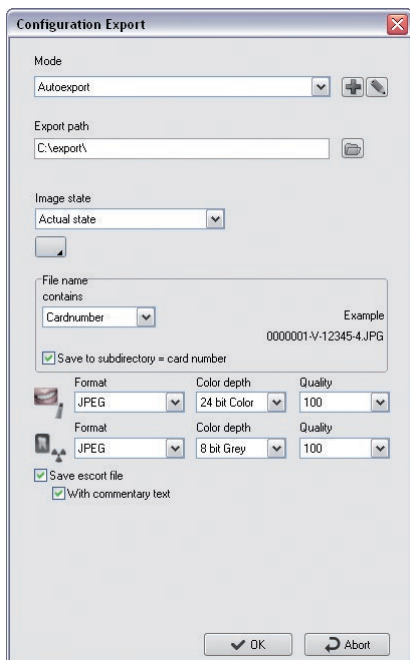 Configuration Export
Mode
Autoexport
Export path
C:\export\
Image state
Actual state
File name
contains
Cardnumber
Example
0000001-V-12345-4.JPG
Save to subdirectory = card number
Format Color depth Quality
JPEG 24 bit Color 100
Format Color depth Quality
JPEG 8 bit Grey 100
Save escort file
With commentary text
OK Abort